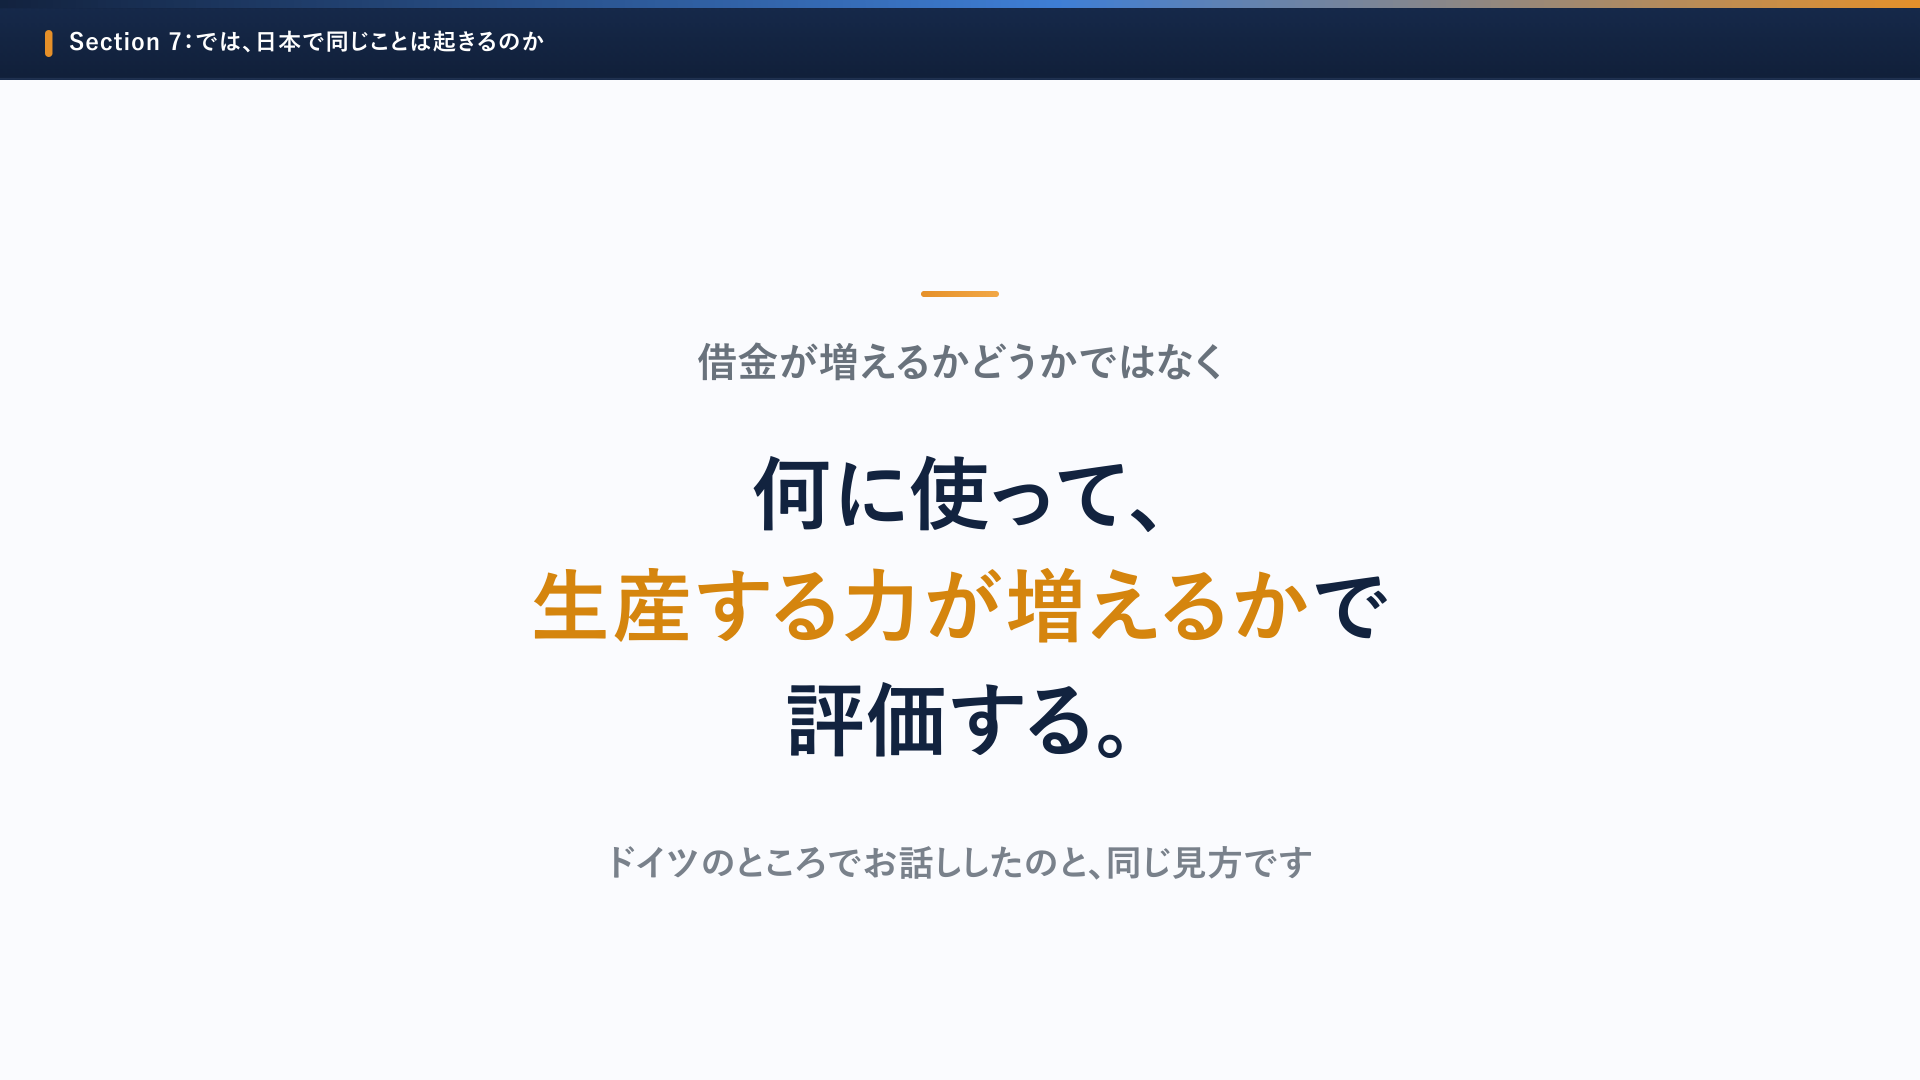 Section 7：では、日本で同じことは起きるのか
借金が増えるかどうかではなく
何に使って、
生産する力が増えるかで
評価する。
ドイツのところでお話ししたのと、同じ見方です